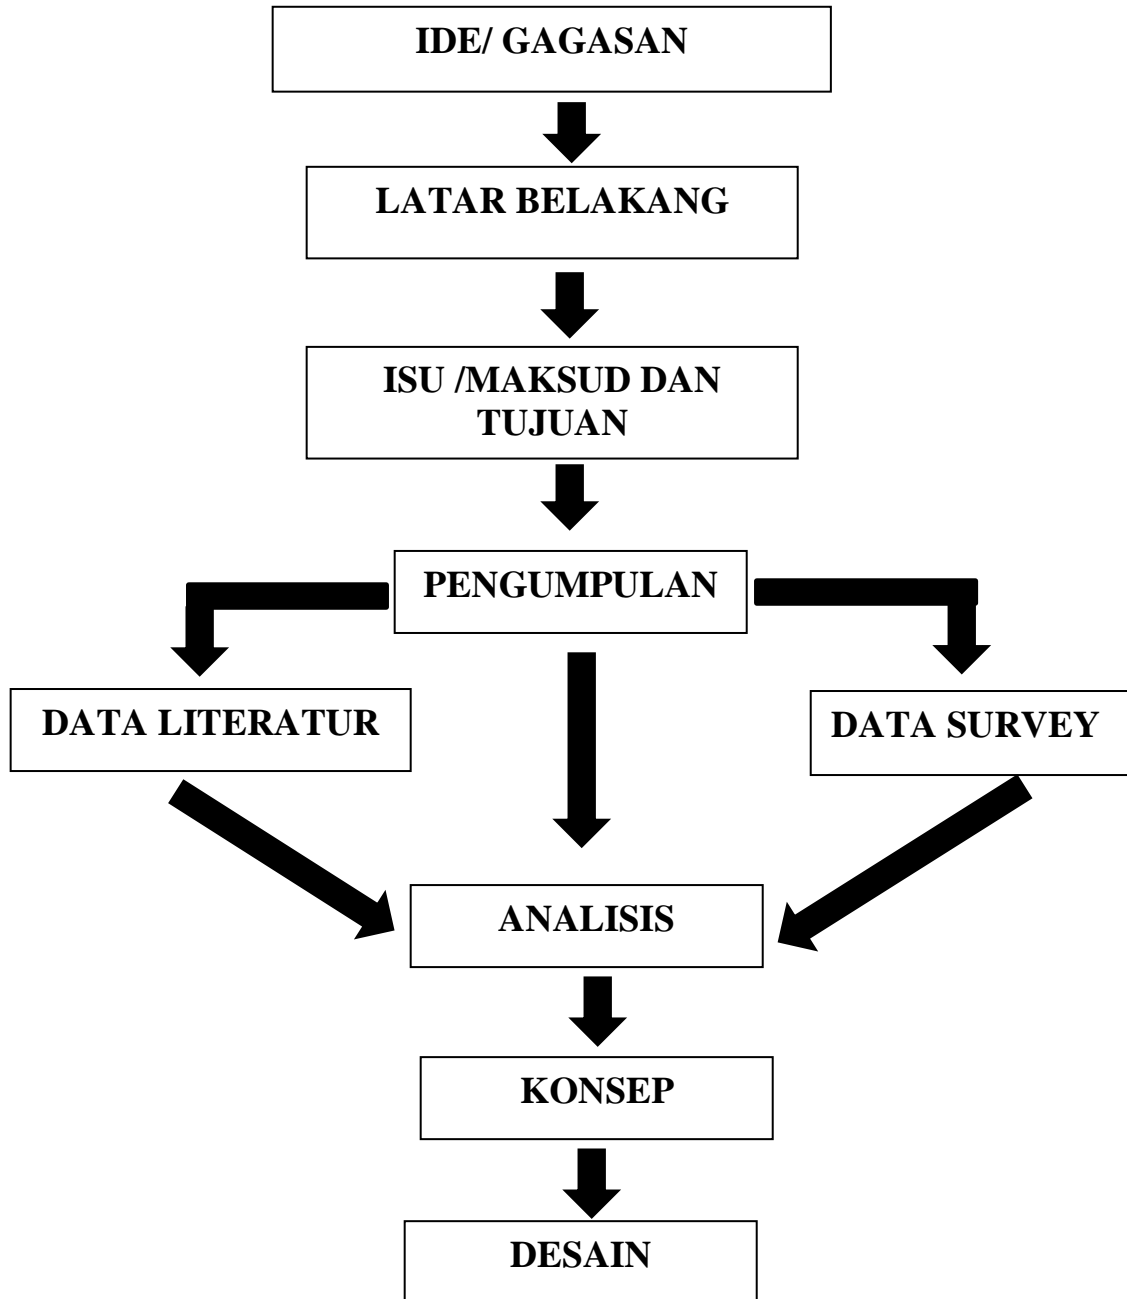 IDE/ GAGASAN
LATAR BELAKANG
ISU /MAKSUD DAN
TUJUAN
PENGUMPULAN
DATA LITERATUR
DATA SURVEY
ANALISIS
KONSEP
DESAIN